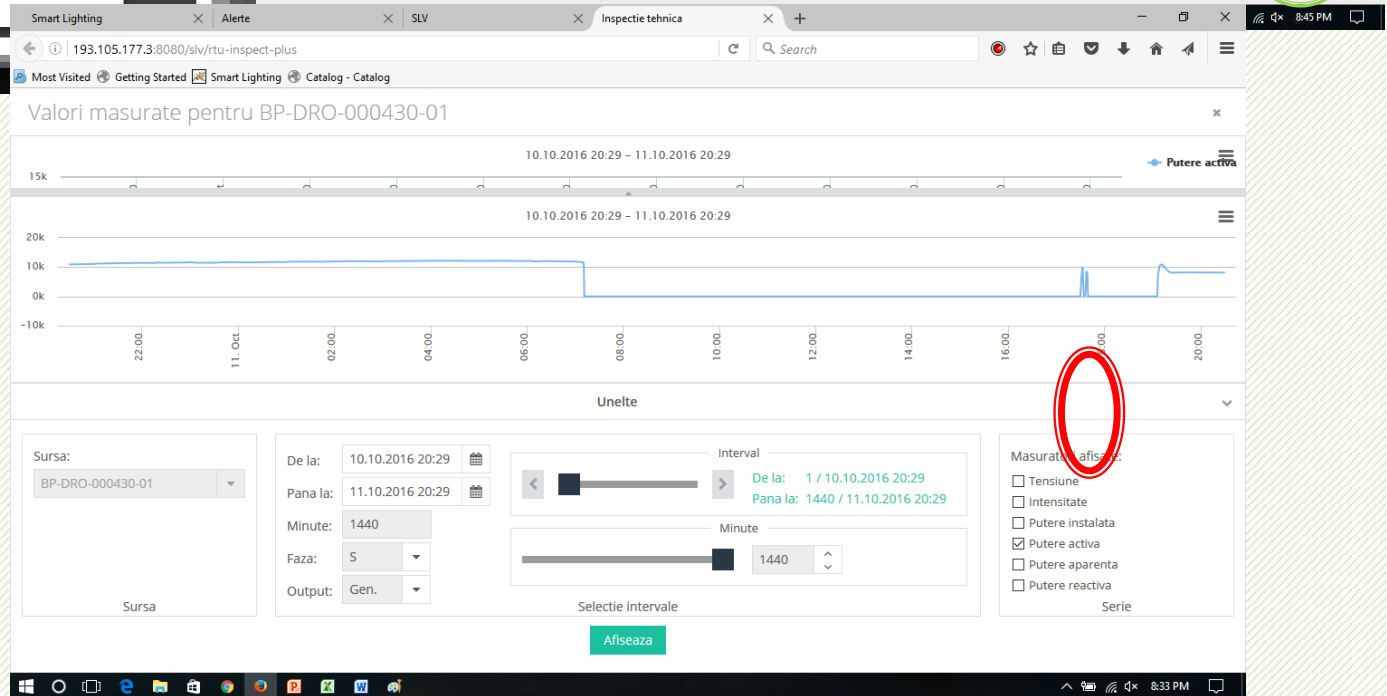 Smart Lighting
Alerte
SLV
Inspectie tehnica
8:45 PM
193.105.177.3:8080/slv/rtu-inspect-plus
Search
Most Visited Getting Started Smart Lighting Catalog - Catalog
Valori masurate pentru BP-DRO-000430-01
10.10.2016 20:29 – 11.10.2016 20:29
Putere activa
15k
10.10.2016 20:29 – 11.10.2016 20:29
20k
10k
0k
-10k
22:00
11. Oct.
02:00
04:00
06:00
08:00
10:00
12:00
14:00
16:00
20:00
Unelte
Sursa:
BP-DRO-000430-01
Sursa
De la: 10.10.2016 20:29
Pana la: 11.10.2016 20:29
Minute: 1440
Faza: S
Output: Gen.
Interval
De la: 1 / 10.10.2016 20:29
Pana la: 1440 / 11.10.2016 20:29
Minute
1440
Selectie intervale
afisate:
Tensiune
Intensitate
Putere instalata
Putere activa
Putere aparenta
Putere reactiva
Serie
Afiseaza
8:33 PM